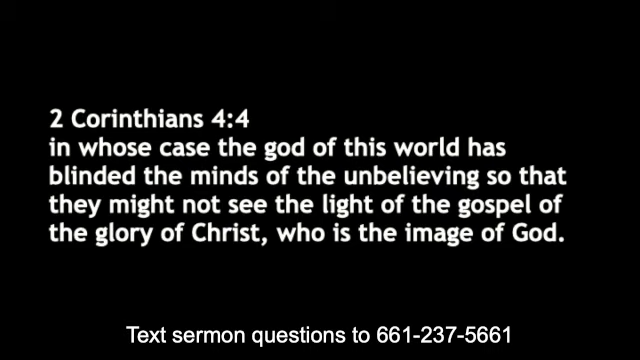 2 Corinthians 4:4
in whose case the god of this world has
blinded the minds of the unbelieving so that
they might not see the light of the gospel of
the glory of Christ, who is the image of God.
Text sermon questions to 661-237-5661